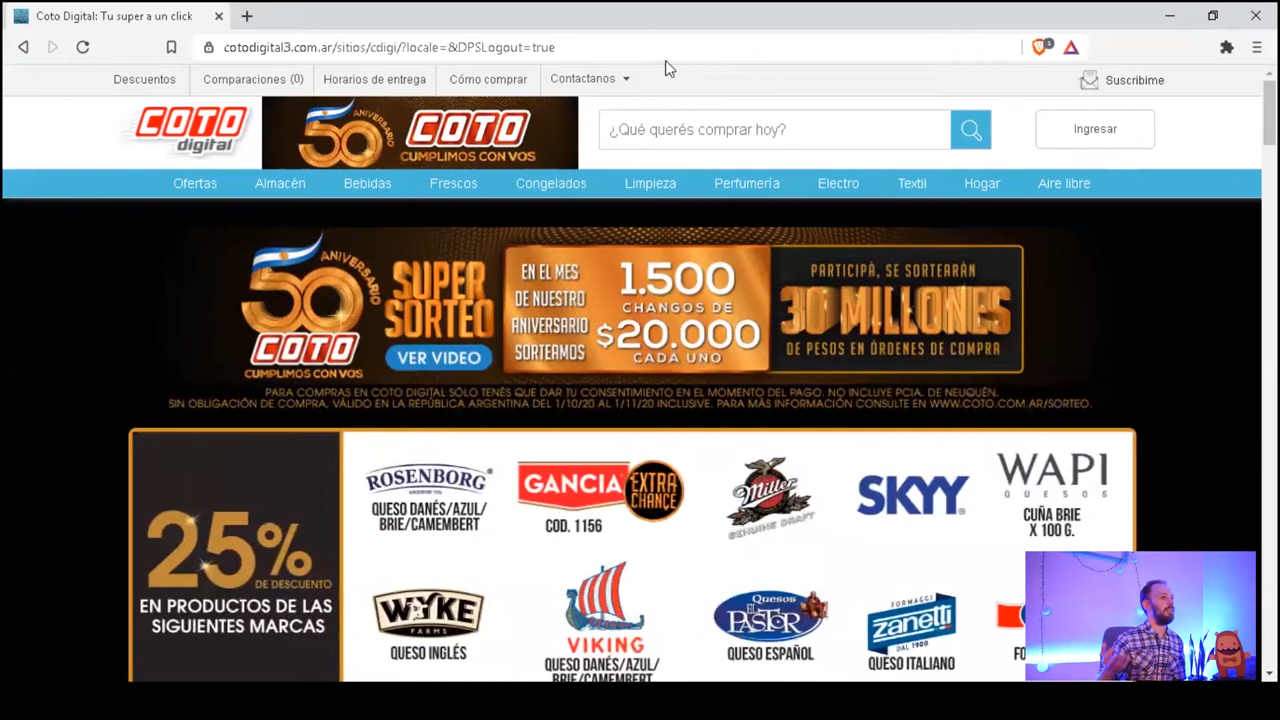 Coto Digital: Tu super a un click
cotodigital3.com.ar/sitios/cdigi/?locale=&DPSLogout=true
Descuentos
Comparaciones (0)
Horarios de entrega
Cómo comprar
Contactanos
Suscribime
COTO
digital
50
ANIVERSARIO
COTO
CUMPLIMOS CON VOS
¿Qué querés comprar hoy?
Ingresar
Ofertas
Almacén
Bebidas
Frescos
Congelados
Limpieza
Perfumería
Electro
Textil
Hogar
Aire libre
50
ANIVERSARIO
COTO
CUMPLIMOS CON VOS
SUPER
SORTEO
VER VIDEO
EN EL MES
DE NUESTRO
ANIVERSARIO
SORTEAMOS
1.500
CHANGOS DE
$20.000
CADA UNO
PARTICIPÁ, SE SORTEARÁN
30 MILLONES
DE PESOS EN ÓRDENES DE COMPRA
PARA COMPRAS EN COTO DIGITAL SÓLO TENÉS QUE DAR TU CONSENTIMIENTO EN EL MOMENTO DEL PAGO. NO INCLUYE PCIA. DE NEUQUÉN.
SIN OBLIGACIÓN DE COMPRA, VÁLIDO EN LA REPÚBLICA ARGENTINA DEL 1/10/20 AL 1/11/20 INCLUSIVE. PARA MÁS INFORMACIÓN CONSULTE EN WWW.COTO.COM.AR/SORTEO.
25%
DE DESCUENTO
EN PRODUCTOS DE LAS
SIGUIENTES MARCAS
ROSENBORG
QUESO DANÉS/AZUL/
BRIE/CAMEMBERT
GANCIA
EXTRA
CHANCE
COD. 1156
Miller
GENUINE DRAFT
SKYY
WAPI
QUESOS
CUÑA BRIE
X 100 G.
WYKE
FARMS
QUESO INGLÉS
VIKING
QUESO DANÉS/AZUL/
BRIE/CAMEMBERT
Quesos
EL
PASTOR
QUESO ESPAÑOL
FORMAGGI
zanetti
DAL 1900
QUESO ITALIANO